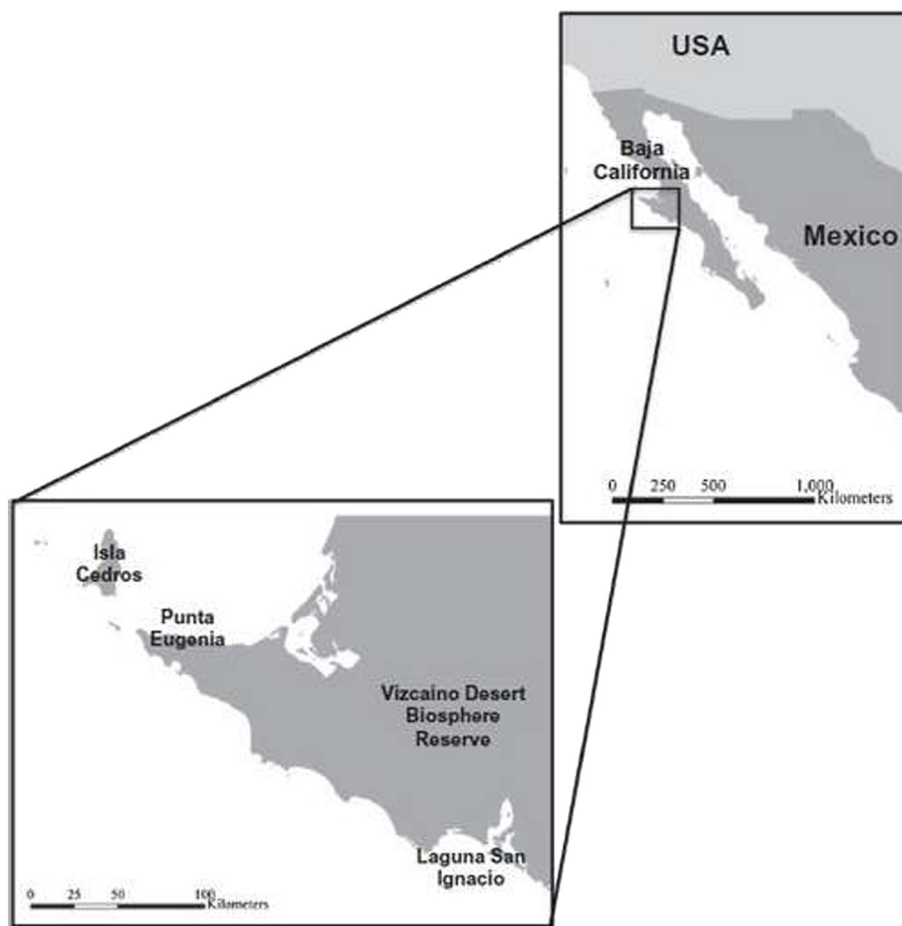 USA
Baja
California
Mexico
0 250 500 1,000
Kilometers
Isla
Cedros
Punta
Eugenia
Vizcaino Desert
Biosphere
Reserve
Laguna San
Ignacio
0 25 50 100
Kilometers